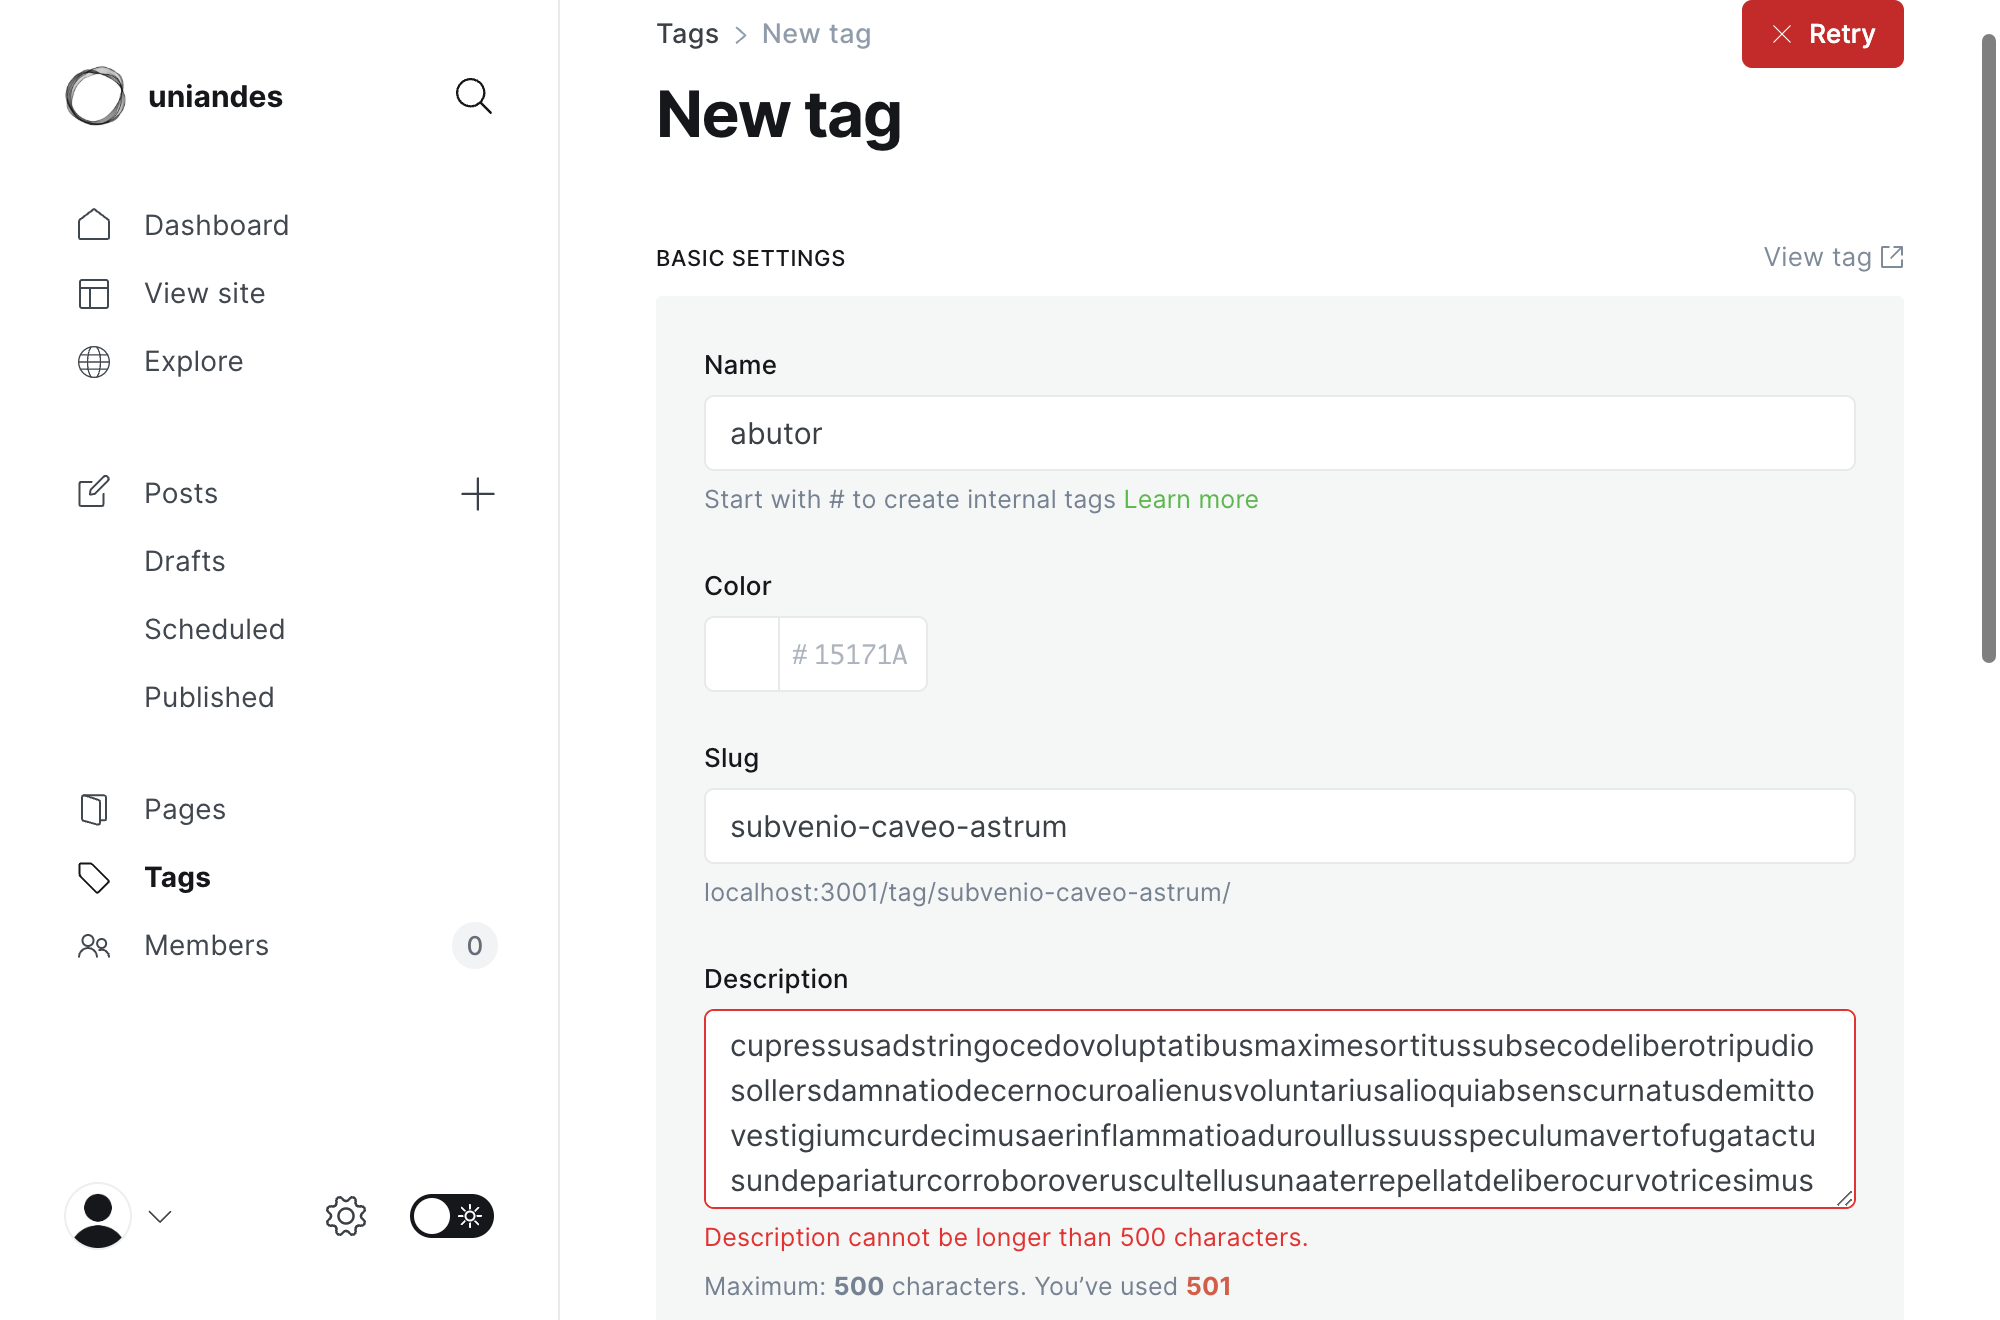 uniandes
Dashboard
View site
Explore
Posts
Drafts
Scheduled
Published
Pages
Tags
Members 0
Tags > New tag
Retry
New tag
BASIC SETTINGS
View tag
Name
abutor
Start with # to create internal tags Learn more
Color
# 15171A
Slug
subvenio-caveo-astrum
localhost:3001/tag/subvenio-caveo-astrum/
Description
cupressusadstringocedovoluptatibusmaximesortitussubsecodeliberotripudio
sollersdamnatiodecernocuroalienusvoluntariusalioquiabsenscurnatusdemitto
vestigiumcurdecimusaerinflammatioaduroullussuusspeculumavertofugatactu
sundepariaturcorroboroveruscultellusunaaterrepellatdeliberocurvotricesimus
Description cannot be longer than 500 characters.
Maximum: 500 characters. You’ve used 501